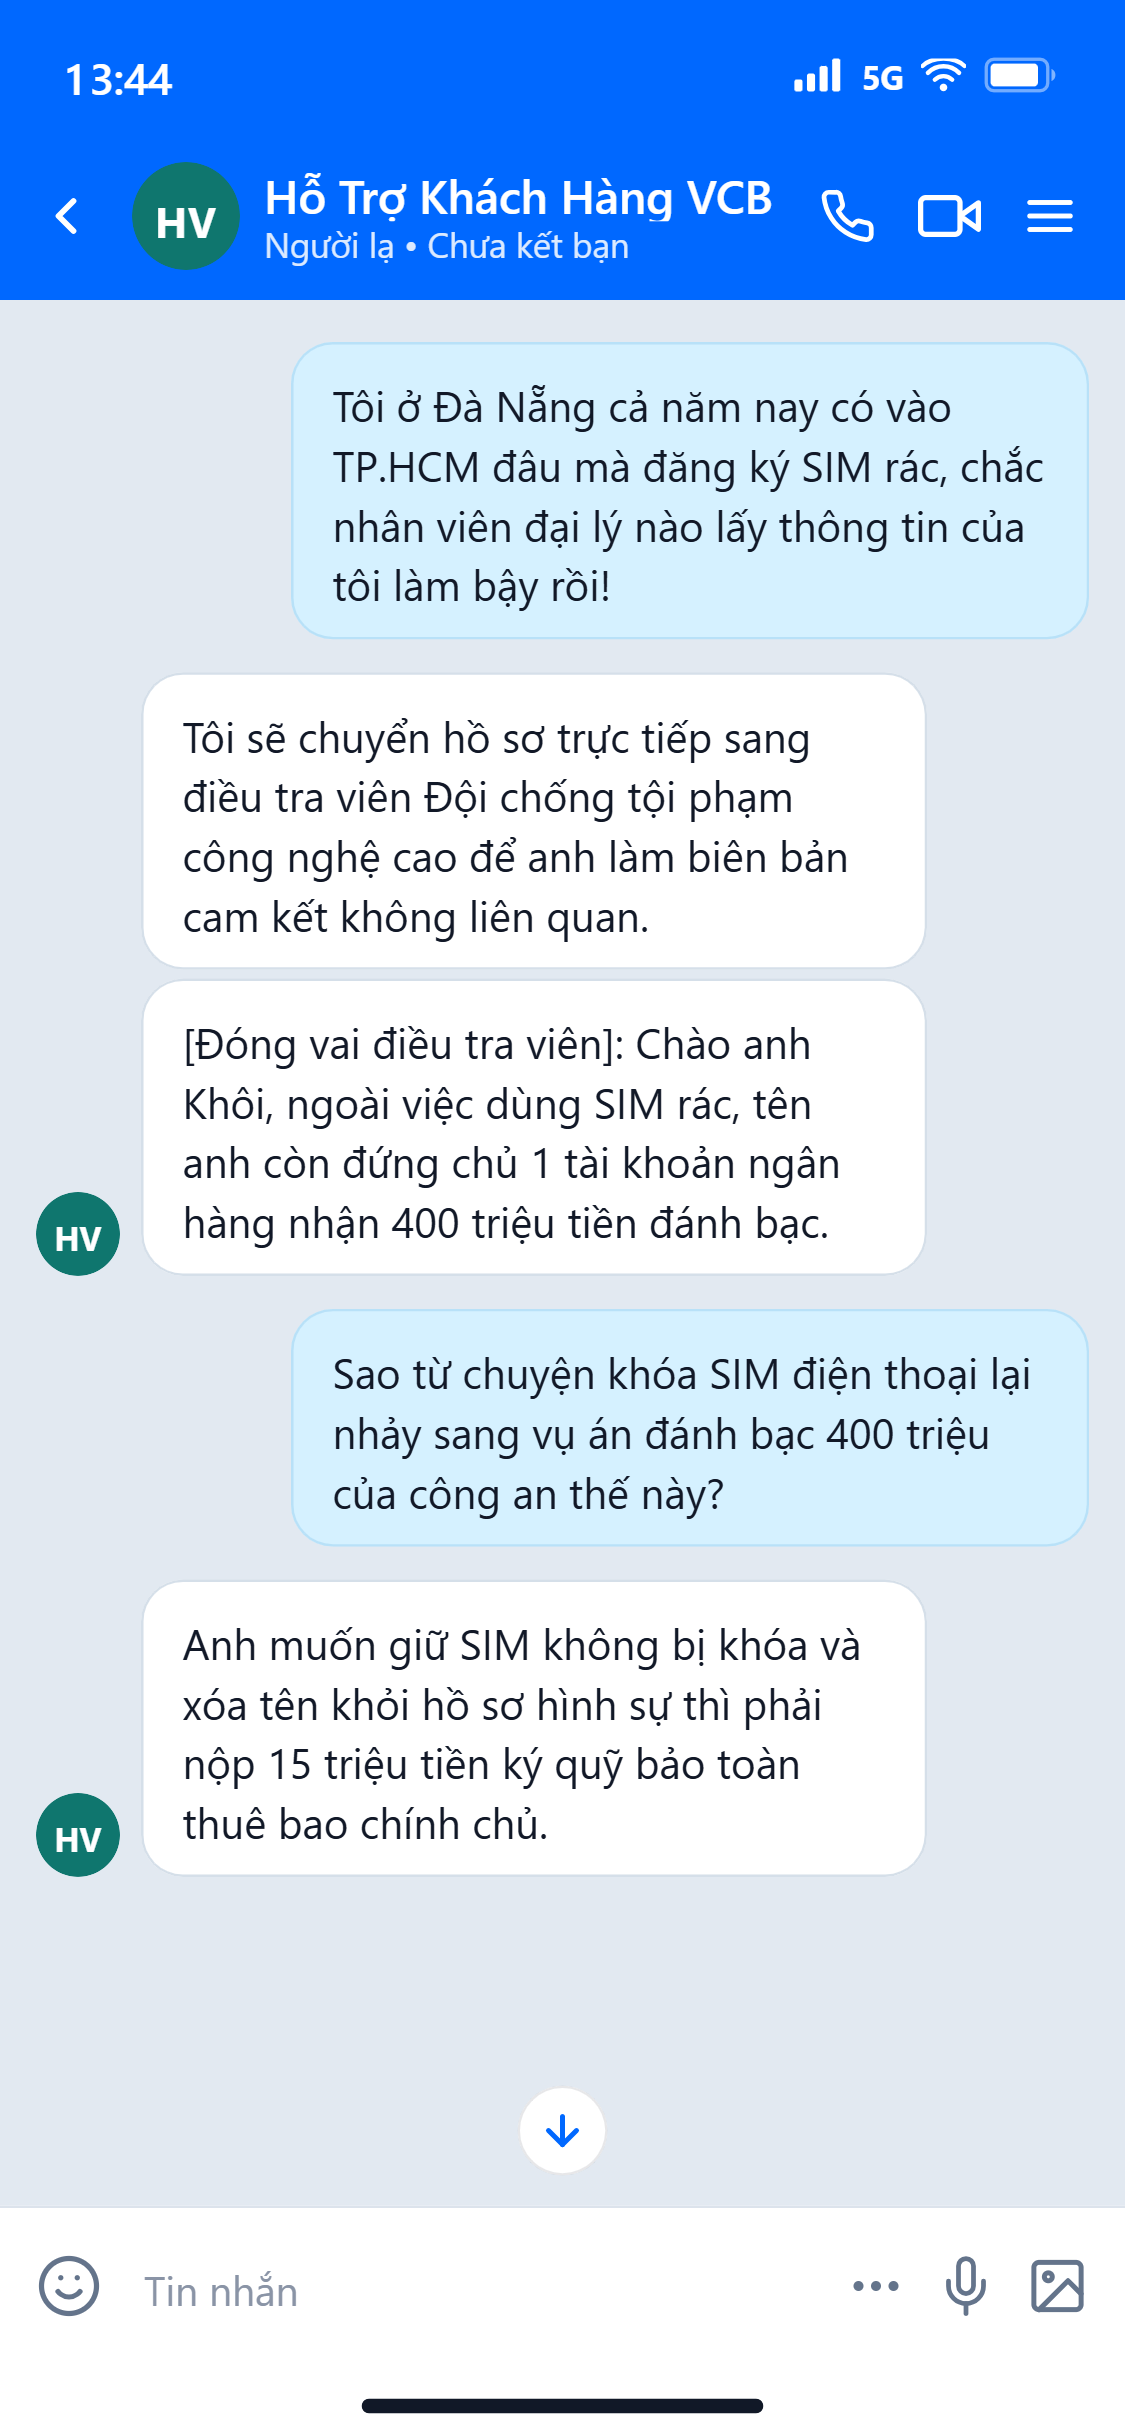 13:44
5G
HV
Hỗ Trợ Khách Hàng VCB
Người lạ • Chưa kết bạn
Tôi ở Đà Nẵng cả năm nay có vào
TP.HCM đâu mà đăng ký SIM rác, chắc
nhân viên đại lý nào lấy thông tin của
tôi làm bậy rồi!
Tôi sẽ chuyển hồ sơ trực tiếp sang
điều tra viên Đội chống tội phạm
công nghệ cao để anh làm biên bản
cam kết không liên quan.
[Đóng vai điều tra viên]: Chào anh
Khôi, ngoài việc dùng SIM rác, tên
anh còn đứng chủ 1 tài khoản ngân
hàng nhận 400 triệu tiền đánh bạc.
HV
Sao từ chuyện khóa SIM điện thoại lại
nhảy sang vụ án đánh bạc 400 triệu
của công an thế này?
Anh muốn giữ SIM không bị khóa và
xóa tên khỏi hồ sơ hình sự thì phải
nộp 15 triệu tiền ký quỹ bảo toàn
thuê bao chính chủ.
HV
Tin nhắn